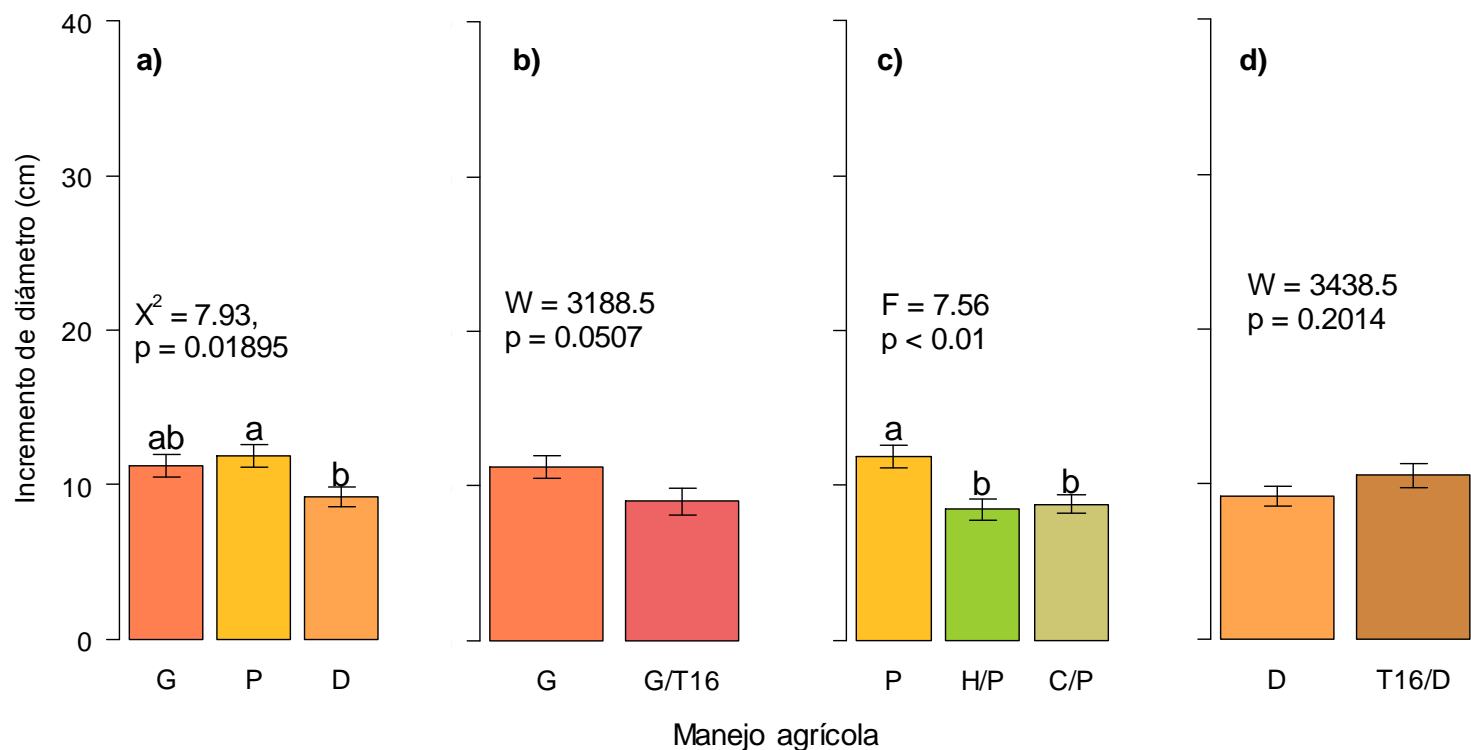 Incremento de diámetro (cm)
40
30
20
10
0
a)
X² = 7.93,
p = 0.01895
ab
a
b
G
P
D
b)
W = 3188.5
p = 0.0507
G
G/T16
c)
F = 7.56
p < 0.01
a
b
b
P
H/P
C/P
d)
W = 3438.5
p = 0.2014
D
T16/D
Manejo agrícola